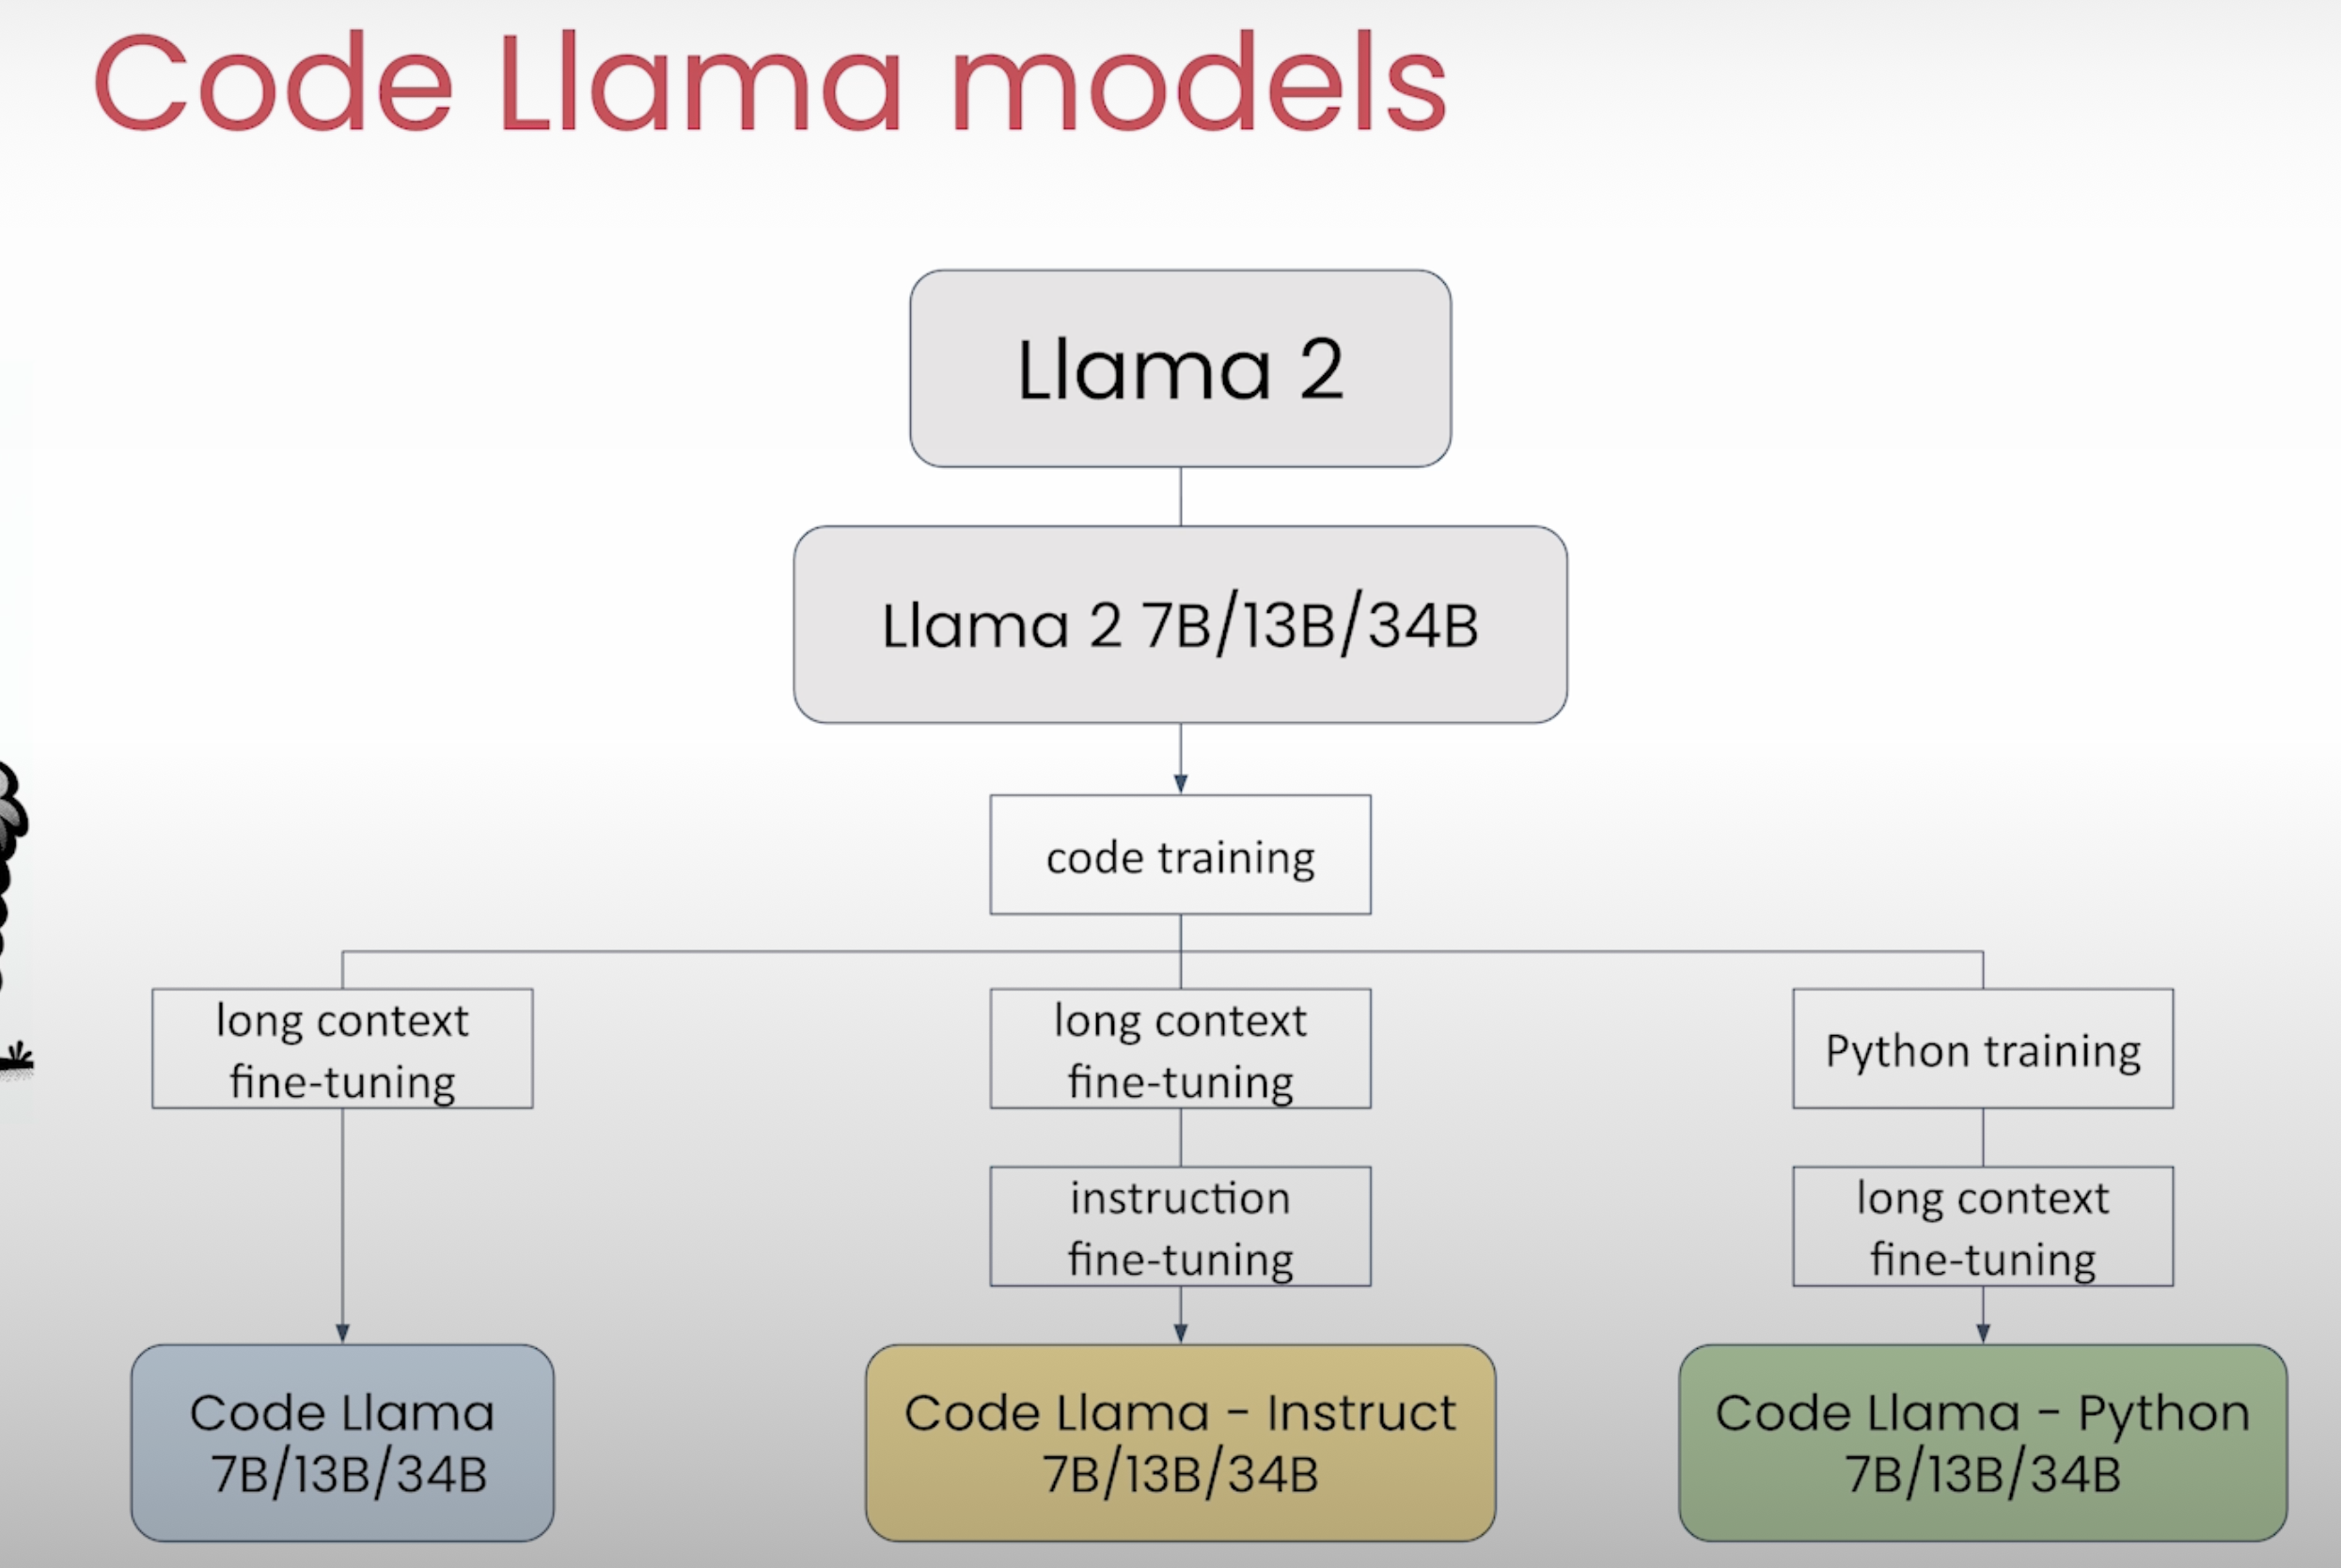 Code Llama models
Llama 2
Llama 2 7B/13B/34B
code training
long context
fine-tuning
long context
fine-tuning
Python training
instruction
fine-tuning
long context
fine-tuning
Code Llama
7B/13B/34B
Code Llama - Instruct
7B/13B/34B
Code Llama - Python
7B/13B/34B